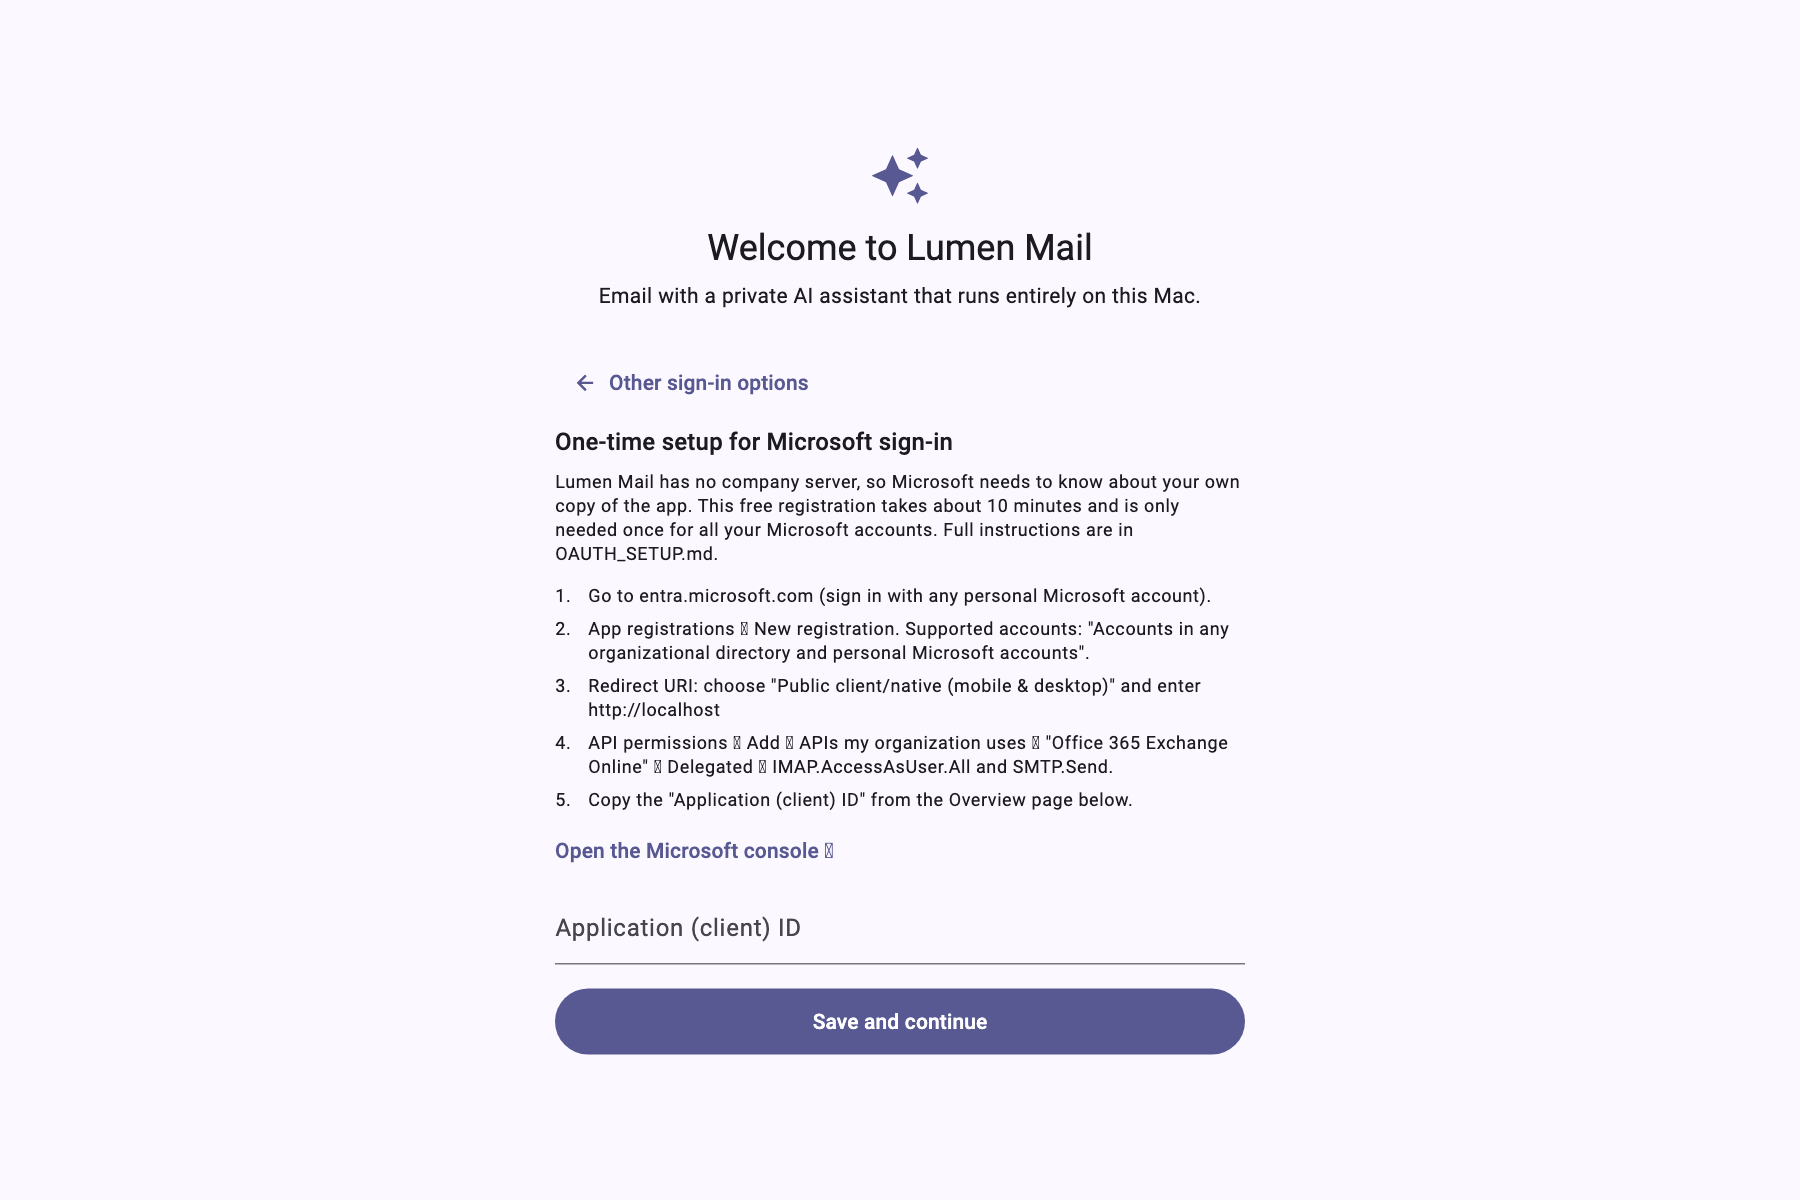 Welcome to Lumen Mail
Email with a private AI assistant that runs entirely on this Mac.
Other sign-in options
One-time setup for Microsoft sign-in
Lumen Mail has no company server, so Microsoft needs to know about your own
copy of the app. This free registration takes about 10 minutes and is only
needed once for all your Microsoft accounts. Full instructions are in
OAUTH_SETUP.md.
1. Go to entra.microsoft.com (sign in with any personal Microsoft account).
2. App registrations  New registration. Supported accounts: "Accounts in any
organizational directory and personal Microsoft accounts".
3. Redirect URI: choose "Public client/native (mobile & desktop)" and enter
http://localhost
4. API permissions  Add  APIs my organization uses  "Office 365 Exchange
Online"  Delegated  IMAP.AccessAsUser.All and SMTP.Send.
5. Copy the "Application (client) ID" from the Overview page below.
Open the Microsoft console
Application (client) ID
Save and continue